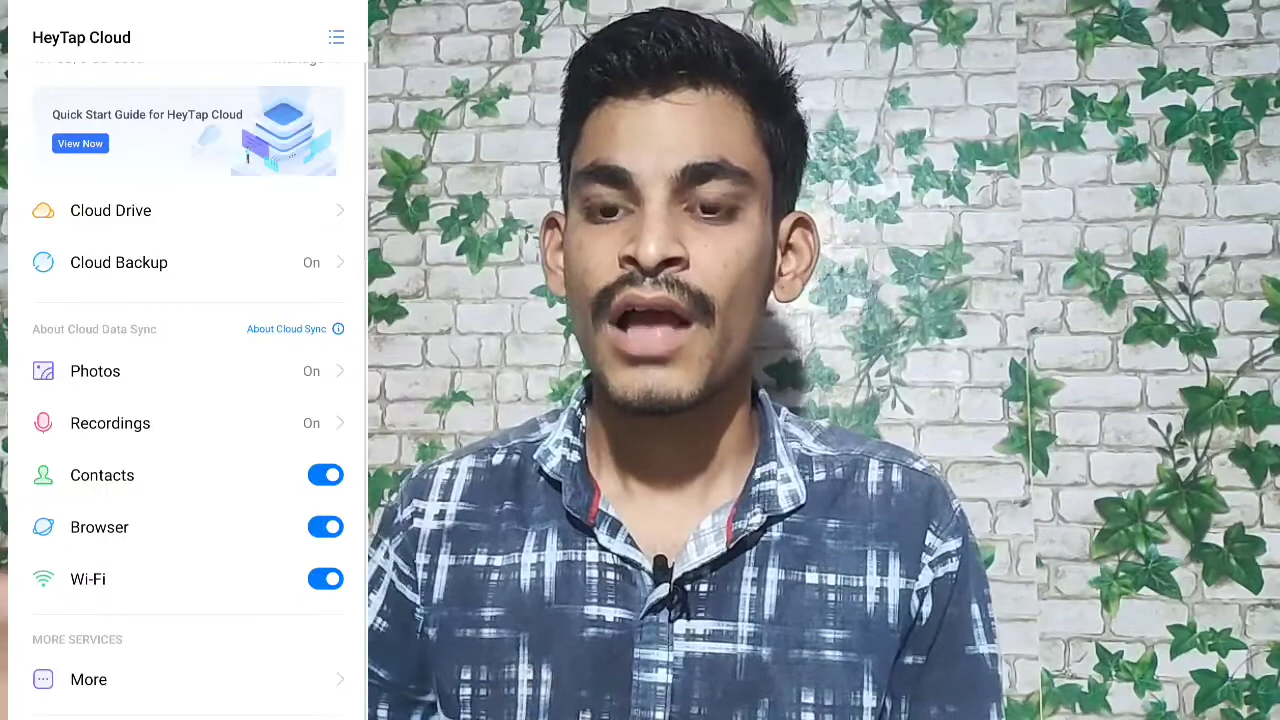 HeyTap Cloud
Quick Start Guide for HeyTap Cloud
View Now
Cloud Drive
Cloud Backup On
About Cloud Data Sync About Cloud Sync
Photos On
Recordings On
Contacts
Browser
Wi-Fi
MORE SERVICES
More